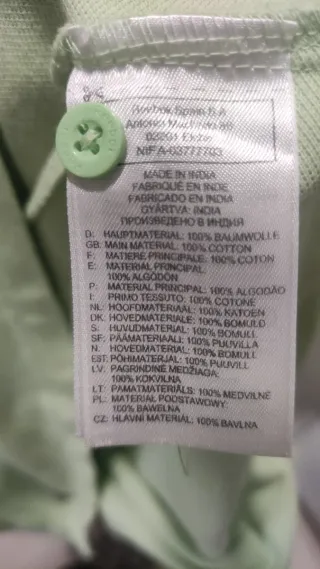 Reebok Spain S.A
Antonio Machado
03201 Elche
NIF A-03777703
MADE IN INDIA
FABRIQUÉ EN INDE
FABRICADO EN INDIA
GYÁRTVA: INDIA
ПРОИЗВЕДЕНО В ИНДИЯ
D: HAUPTMATERIAL: 100% BAUMWOLLE
GB: MAIN MATERIAL: 100% COTTON
F: MATIERE PRINCIPALE: 100% COTON
E: MATERIAL PRINCIPAL:
100% ALGODÓN
P: MATERIAL PRINCIPAL: 100% ALGODÃO
I: PRIMO TESSUTO: 100% COTONE
NL: HOOFDMATERIAAL: 100% KATOEN
DK: HOVEDMATERIALE: 100% BOMULD
S: HUVUDMATERIAL: 100% BOMULL
SF: PÄÄMATERIAALI: 100% PUUVILLA
N: HOVEDMATERIAL: 100% BOMULL
EST: PÕHIMATERJAL: 100% PUUVILL
LV: PAGRINDINE MEDŽIAGA:
100% KOKVILNA
LT: PAMATMATERIĀLS: 100% MEDVILNĖ
PL: MATERIAŁ PODSTAWOWY:
100% BAWEŁNA
CZ: HLAVNÍ MATERIÁL: 100% BAVLNA